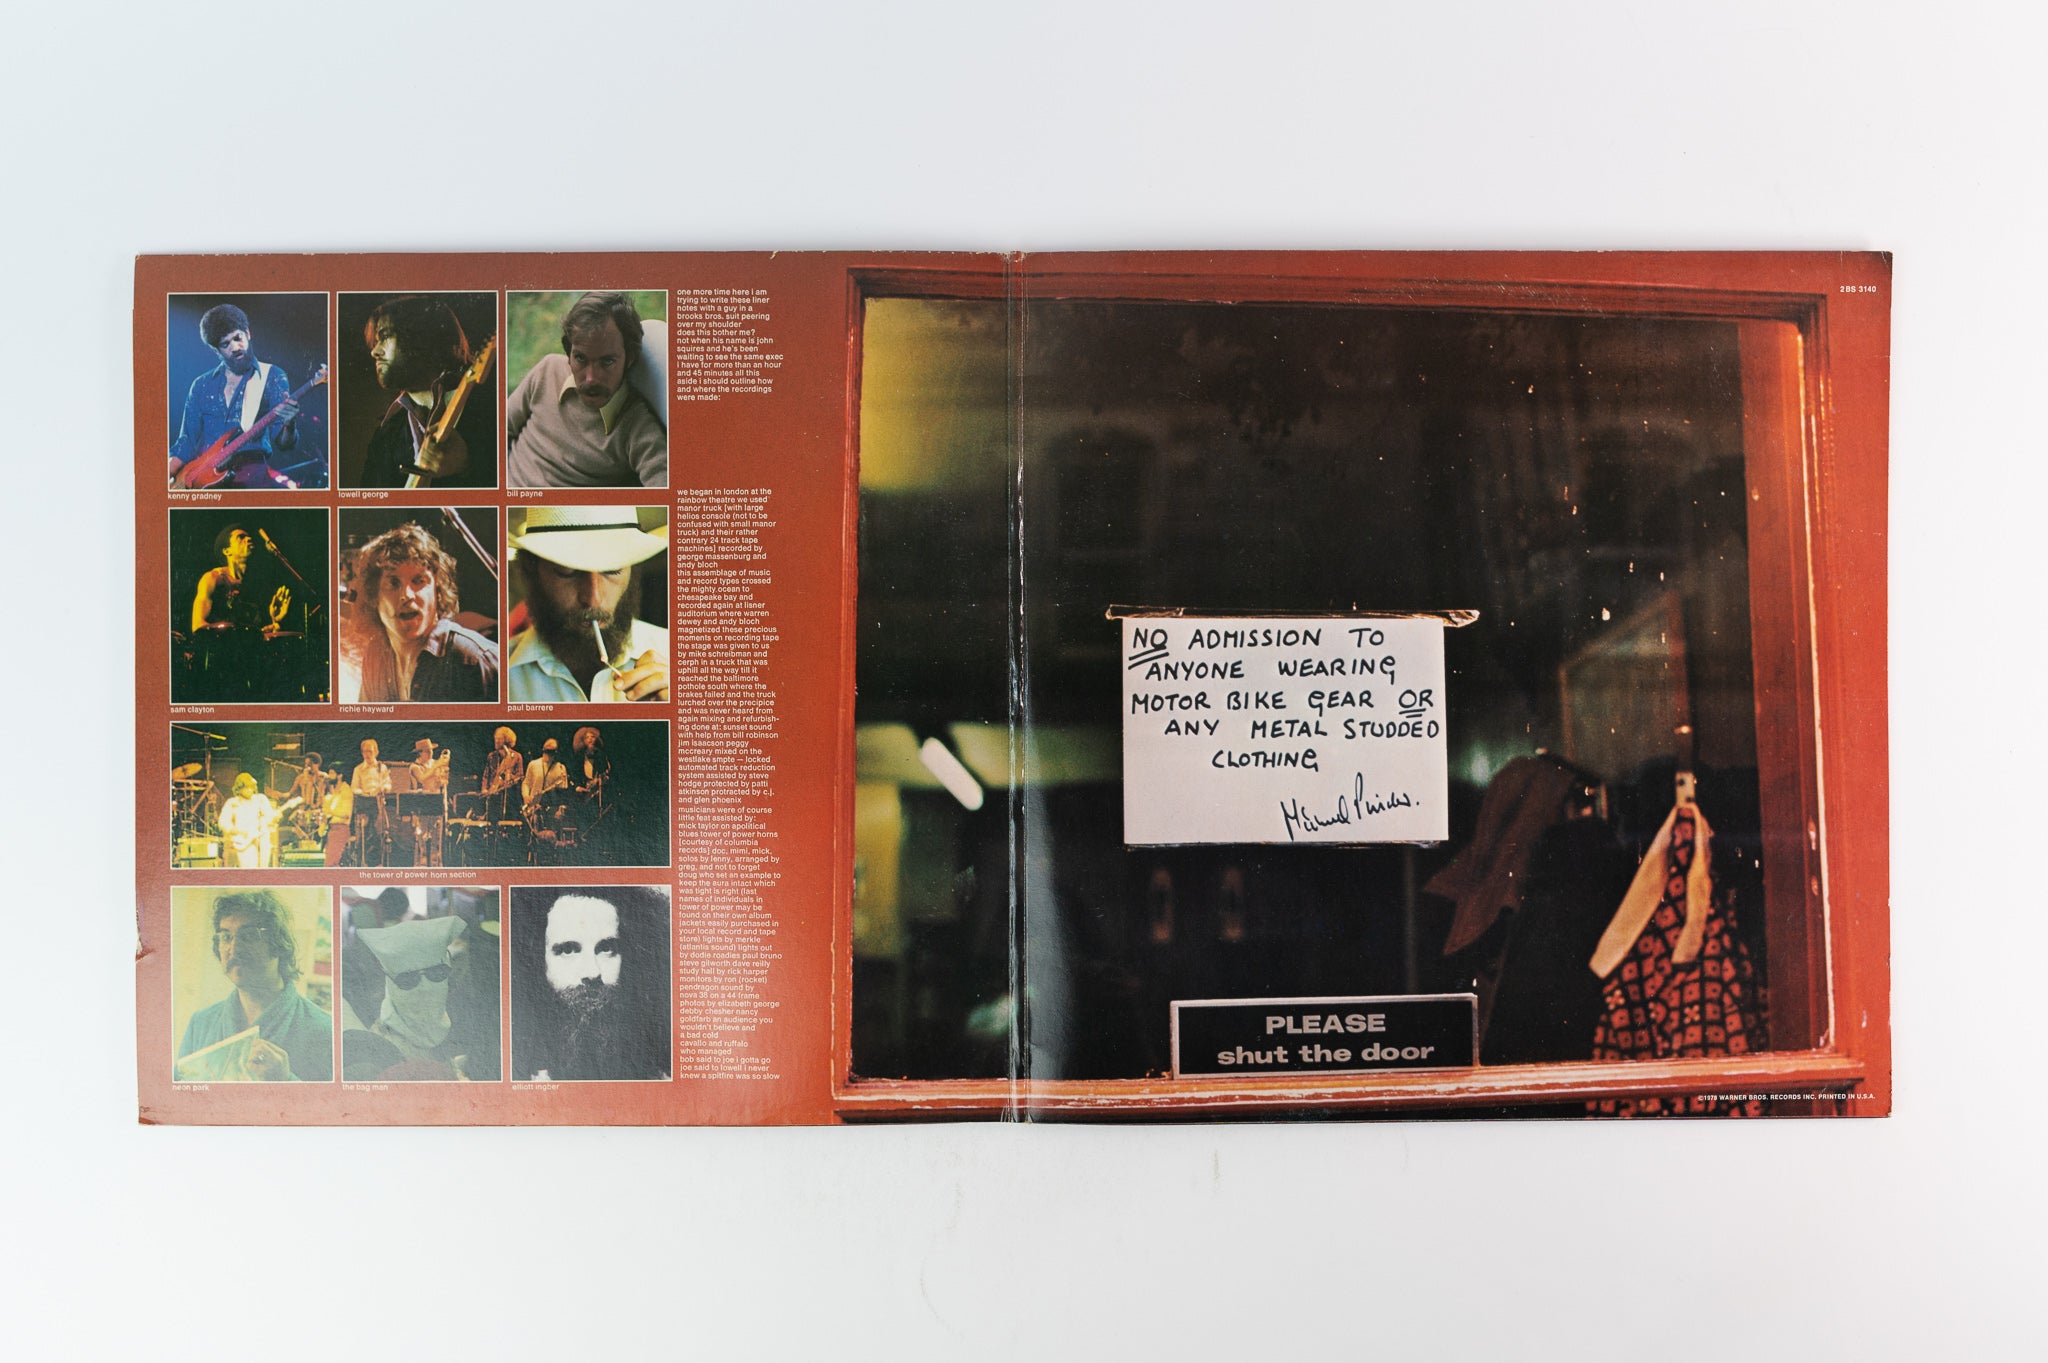 kenny gradney
lowell george
bill payne
sam clayton
richie hayward
paul barrere
the tower of power horn section
neon park
the bag man
elliott ingber
one more time here i am
trying to write these liner
notes with a guy in a
brooks bros. suit peering
over my shoulder
does this bother me?
not when his name is john
squires and he's been
waiting to see the same exec
i have for more than an hour
and 45 minutes all this
aside i should outline how
and where the recordings
were made:
we began in london at the
rainbow theatre we used
manor truck [with large
helios console (not to be
confused with small manor
truck) and their rather
contrary 24 track tape
machines] recorded by
george massenburg and
andy bloch
this assemblage of music
and record types crossed
the mighty ocean to
chesapeake bay and
recorded again at lisner
auditorium where warren
dewey and andy bloch
magnetized these precious
moments on recording tape
the stage was given to us
by mike schreibman and
cerph in a truck that was
uphill all the way till it
reached the baltimore
pothole south where the
brakes failed and the truck
lurched over the precipice
and was never heard from
again mixing and refurbish-
ing done at: sunset sound
with help from bill robinson
jim isaacson peggy
mccreary mixed on the
westlake smpte — locked
automated track reduction
system assisted by steve
hodge protected by patti
atkinson protracted by c.j.
and glen phoenix
musicians were of course
little feat assisted by:
mick taylor on apolitical
blues tower of power horns
[courtesy of columbia
records] doc, mimi, mick,
solos by lenny, arranged by
greg, and not to forget
doug who set an example to
keep the aura intact which
was tight is right (last
names of individuals in
tower of power may be
found on their own album
jackets easily purchased in
your local record and tape
store) lights by merkle
(atlantis sound) lights out
by dodie roadies paul bruno
steve gilworth dave reilly
study hall by rick harper
monitors by ron (rocket)
pendragon sound by
nova 38 on a 44 frame
photos by elizabeth george
debby chesher nancy
goldfarb an audience you
wouldn't believe and
a bad cold
cavallo and ruffalo
who managed
bob said to joe i gotta go
joe said to lowell i never
knew a spitfire was so slow
2BS 3140
NO ADMISSION TO
ANYONE WEARING
MOTOR BIKE GEAR OR
ANY METAL STUDDED
CLOTHING
PLEASE
shut the door
©1978 WARNER BROS. RECORDS INC. PRINTED IN U.S.A.